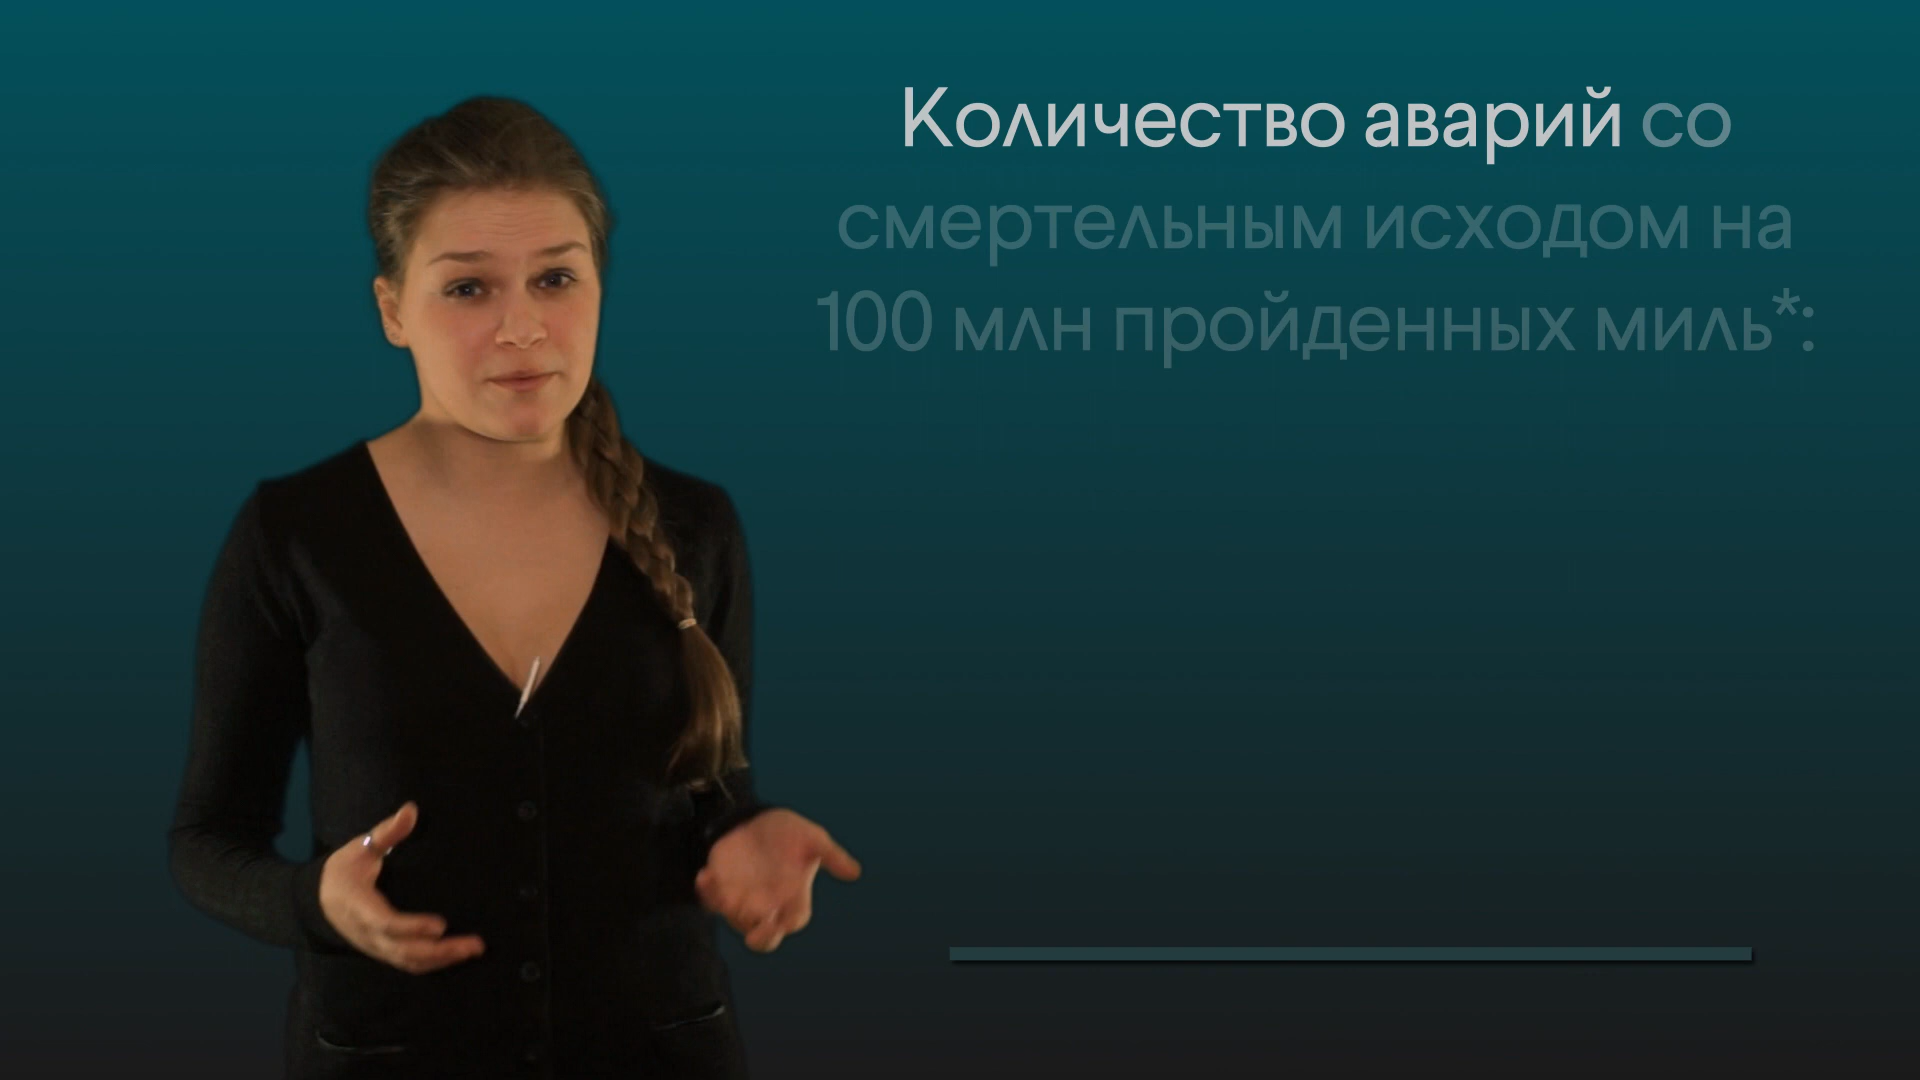 Количество аварий со
смертельным исходом на
100 млн пройденных миль*: